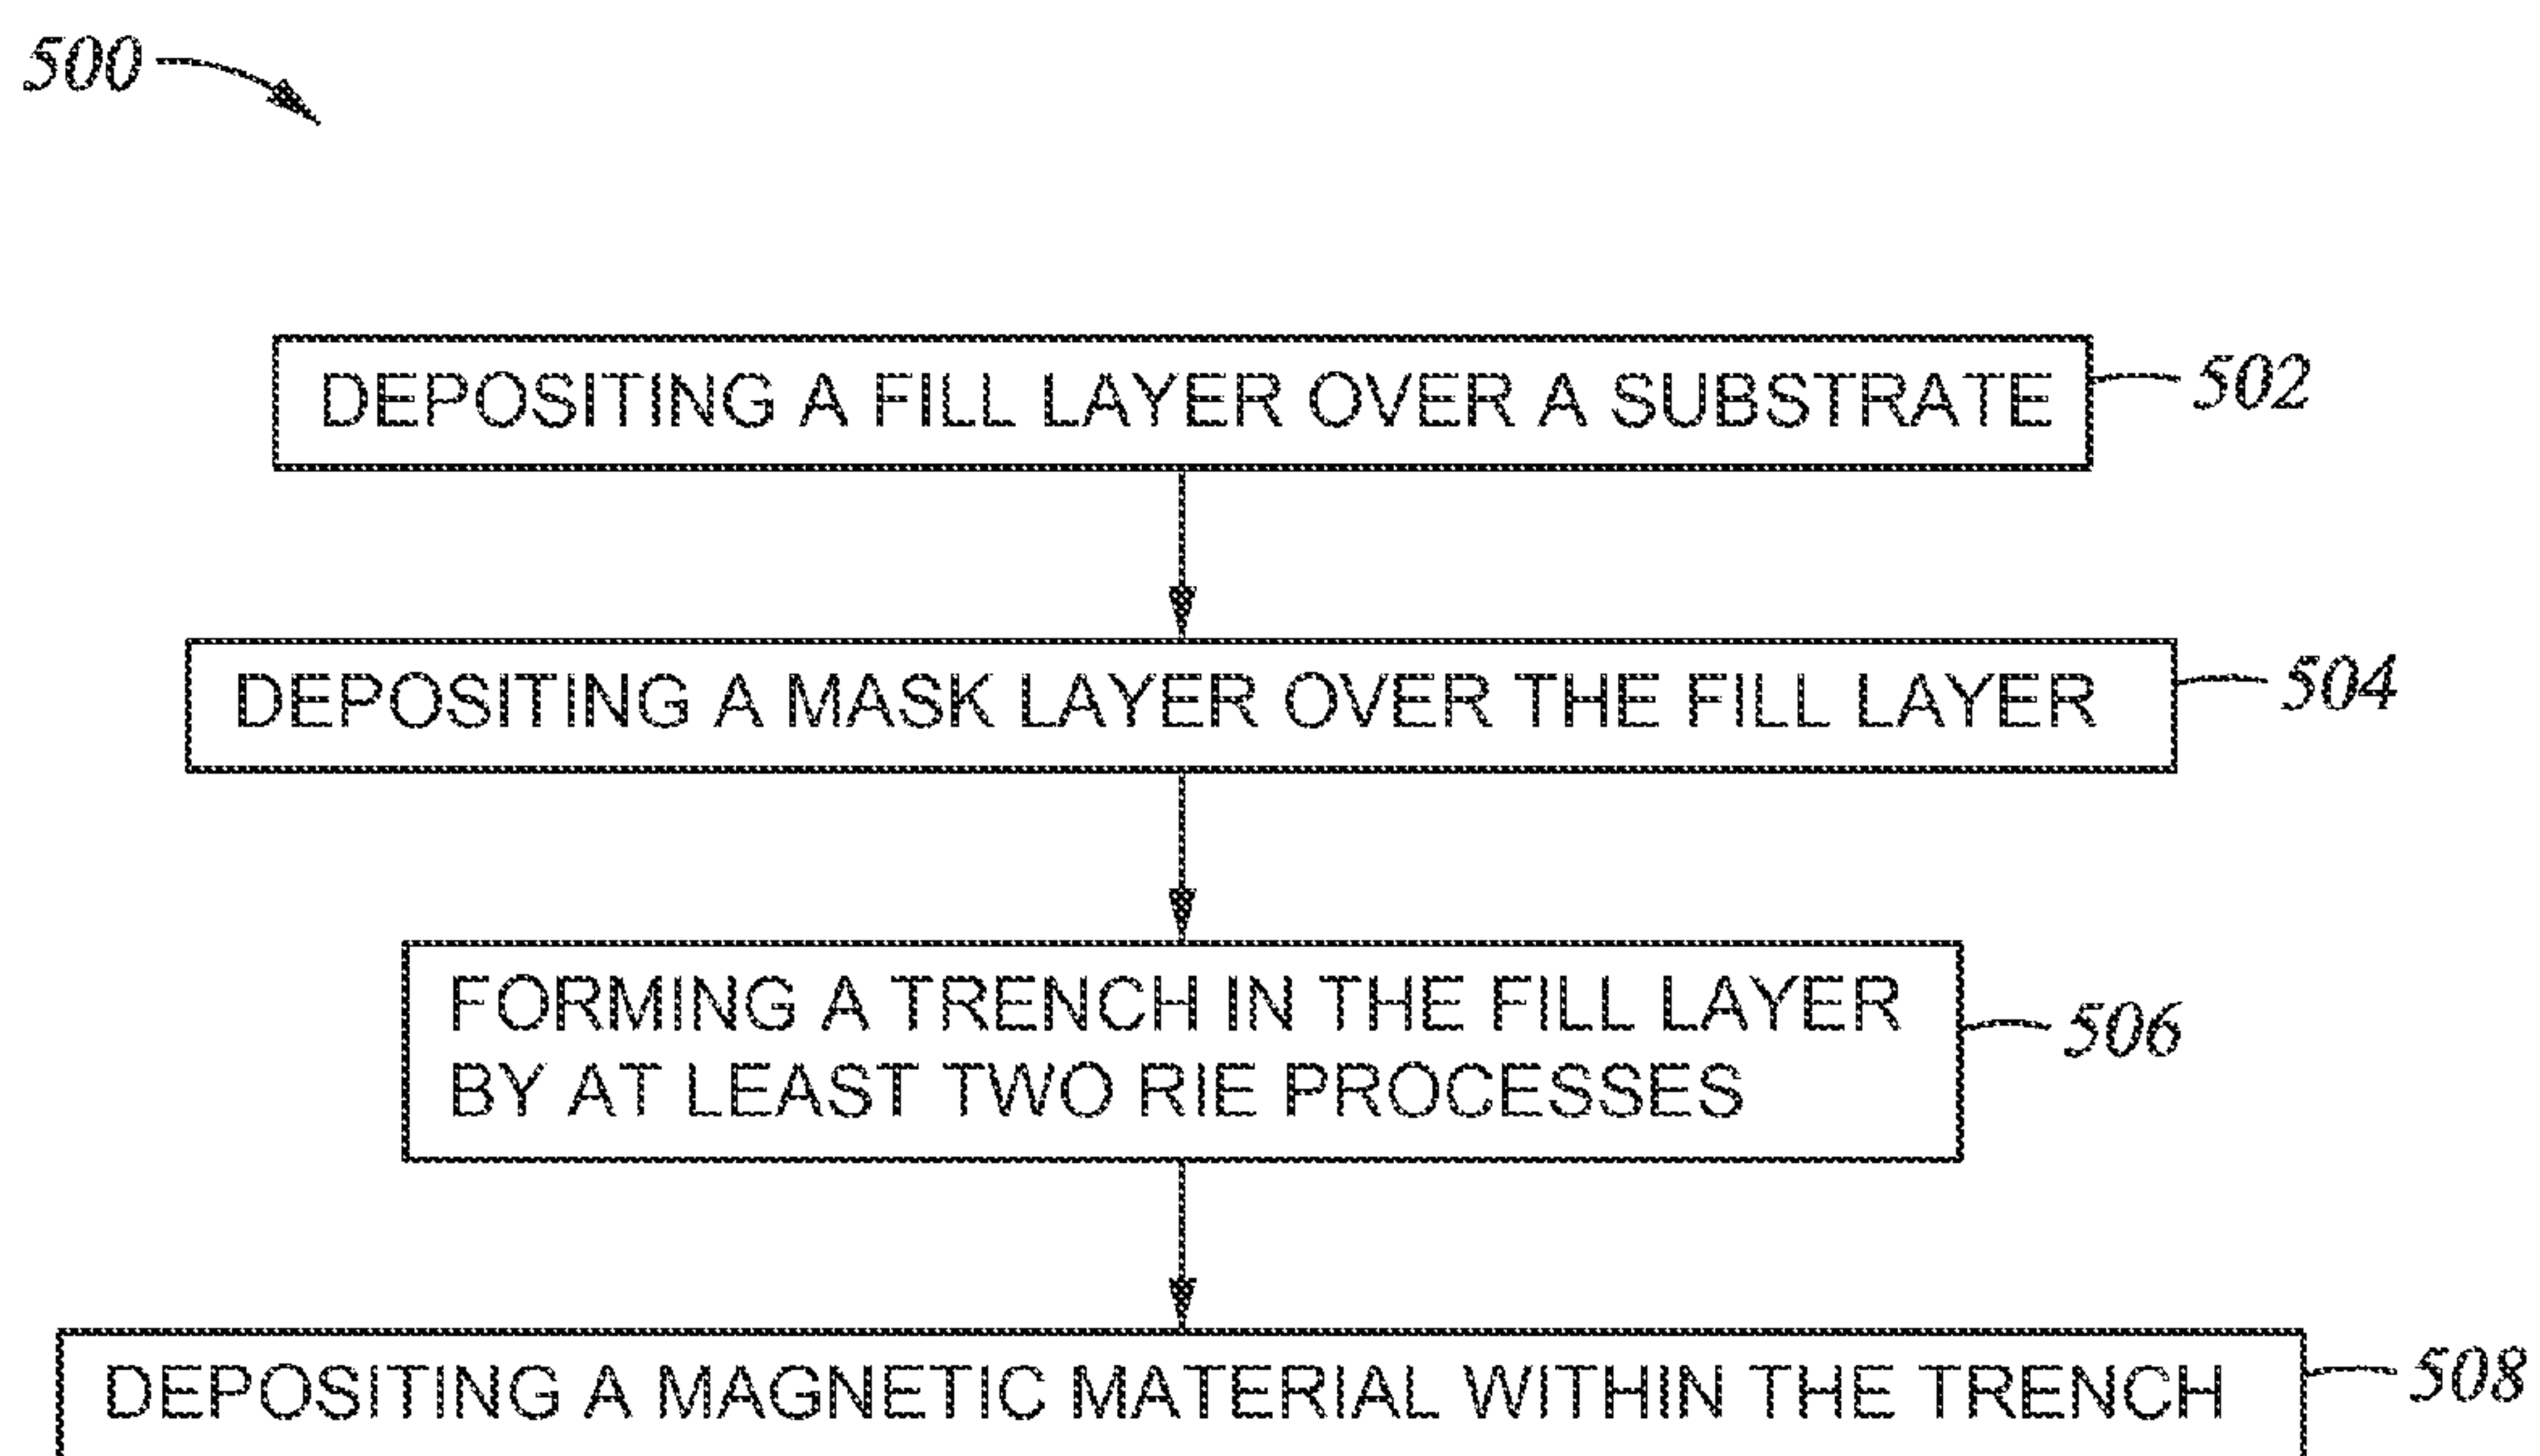 500
DEPOSITING A FILL LAYER OVER A SUBSTRATE 502
DEPOSITING A MASK LAYER OVER THE FILL LAYER 504
FORMING A TRENCH IN THE FILL LAYER
BY AT LEAST TWO RIE PROCESSES 506
DEPOSITING A MAGNETIC MATERIAL WITHIN THE TRENCH 508